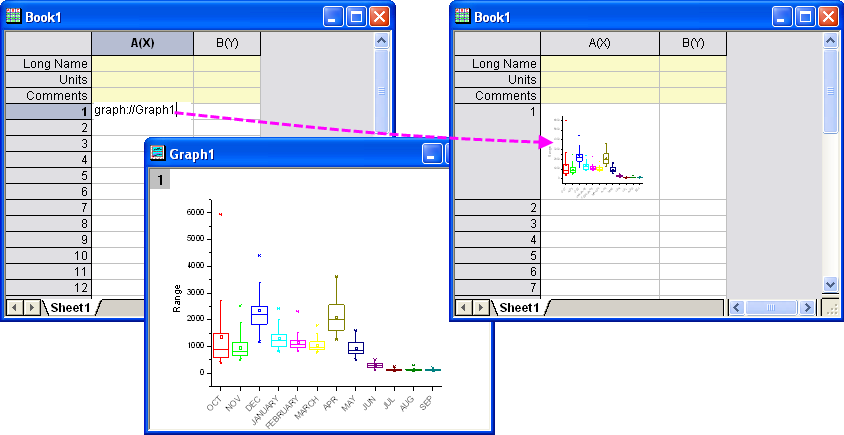 Book1
A(X) B(Y)
Long Name
Units
Comments
1 graph://Graph1
2
3
4
5
6
7
8
9
10
11
12
Sheet1
Graph1
1
Range
6000
5000
4000
3000
2000
1000
0
OCT NOV DEC JANUARY FEBRUARY MARCH APR MAY JUN JUL AUG SEP
Book1
A(X) B(Y)
Long Name
Units
Comments
1
2
3
4
5
6
7
Sheet1